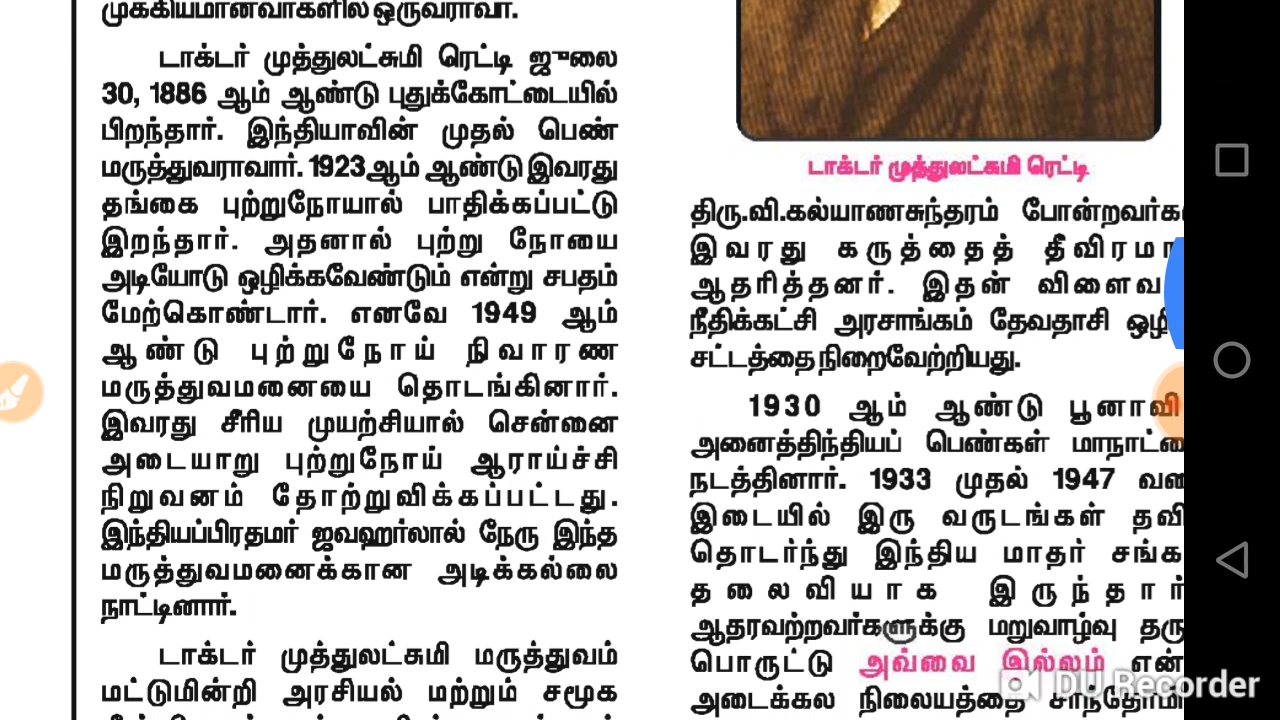 முக்கியமானவர்களில் ஒருவராவார்.
டாக்டர் முத்துலட்சுமி ரெட்டி ஜுலை
30, 1886 ஆம் ஆண்டு புதுக்கோட்டையில்
பிறந்தார். இந்தியாவின் முதல் பெண்
மருத்துவராவார். 1923ஆம் ஆண்டு இவரது
தங்கை புற்றுநோயால் பாதிக்கப்பட்டு
இறந்தார். அதனால் புற்று நோயை
அடியோடு ஒழிக்கவேண்டும் என்று சபதம்
மேற்கொண்டார். எனவே 1949 ஆம்
ஆண்டு புற்றுநோய் நிவாரண
மருத்துவமனையை தொடங்கினார்.
இவரது சீரிய முயற்சியால் சென்னை
அடையாறு புற்றுநோய் ஆராய்ச்சி
நிறுவனம் தோற்றுவிக்கப்பட்டது.
இந்தியப்பிரதமர் ஜவஹர்லால் நேரு இந்த
மருத்துவமனைக்கான அடிக்கல்லை
நாட்டினார்.
டாக்டர் முத்துலட்சுமி மருத்துவம்
மட்டுமின்றி அரசியல் மற்றும் சமூக
டாக்டர் முத்துலட்சுமி ரெட்டி
திரு.வி.கல்யாணசுந்தரம் போன்றவர்க
இவரது கருத்தைத் தீவிரமா
ஆதரித்தனர். இதன் விளைவ
நீதிக்கட்சி அரசாங்கம் தேவதாசி ஒழி
சட்டத்தை நிறைவேற்றியது.
1930 ஆம் ஆண்டு பூனாவி
அனைத்திந்தியப் பெண்கள் மாநாட்டை
நடத்தினார். 1933 முதல் 1947 வரை
இடையில் இரு வருடங்கள் தவி
தொடர்ந்து இந்திய மாதர் சங்க
தலைவியாக இருந்தார்
ஆதரவற்றவர்களுக்கு மறுவாழ்வு தரு
பொருட்டு அவ்வை இல்லம் என்
அடைக்கல நிலையத்தை சாந்தோமி
DU Recorder